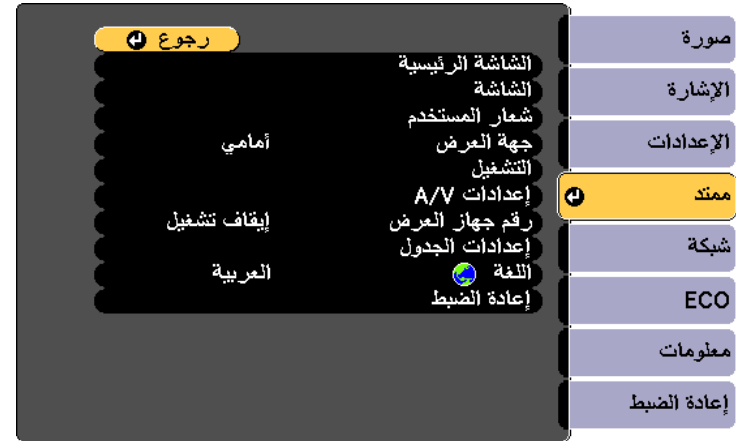 صورة
الإشارة
الإعدادات
ممتد
شبكة
ECO
معلومات
إعادة الضبط
رجوع
الشاشة الرئيسية
الشاشة
شعار المستخدم
جهة العرض أمامي
التشغيل
إعدادات A/V
رقم جهاز العرض إيقاف تشغيل
إعدادات الجدول
اللغة العربية
إعادة الضبط